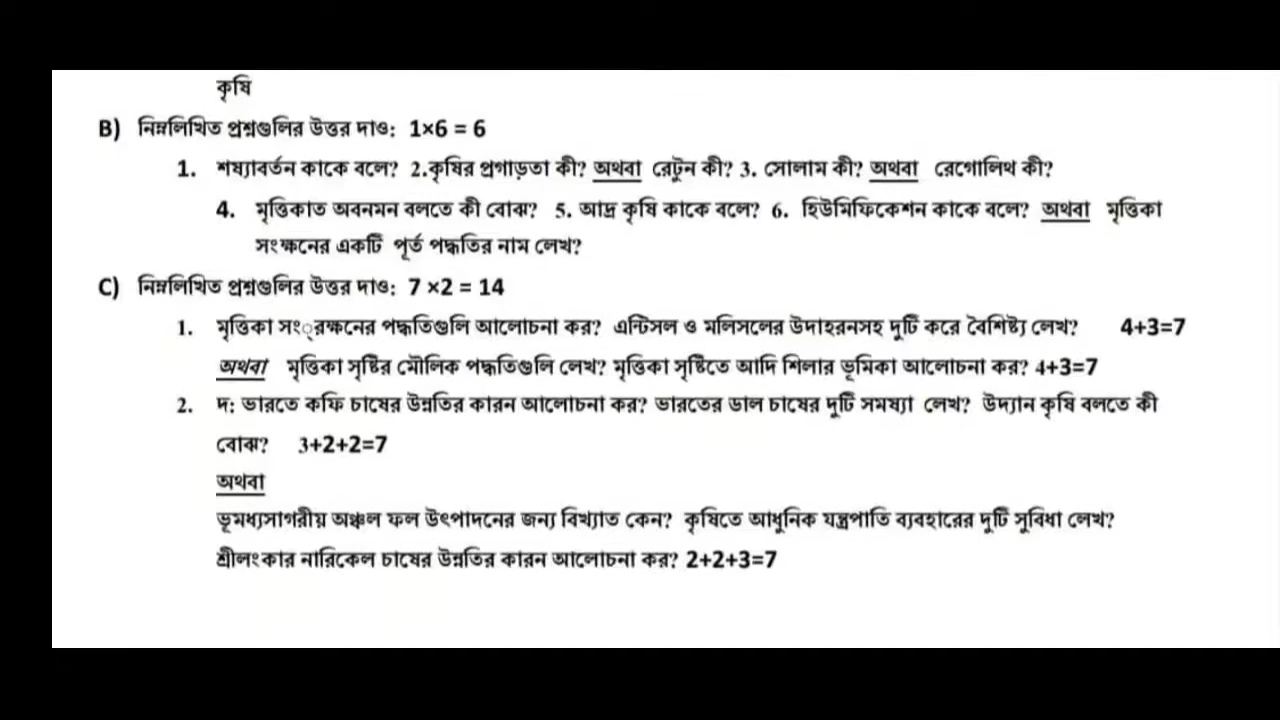 কৃষি
B) নিম্নলিখিত প্রশ্নগুলির উত্তর দাও: 1×6 = 6
1. শষ্যাবর্তন কাকে বলে? 2.কৃষির প্রগাড়তা কী? অথবা রেটুন কী? 3. সোলাম কী? অথবা রেগোলিথ কী?
4. মৃত্তিকাত অবনমন বলতে কী বোঝ? 5. আদ্র কৃষি কাকে বলে? 6. হিউমিফিকেশন কাকে বলে? অথবা মৃত্তিকা
সংক্ষনের একটি পূর্ত পদ্ধতির নাম লেখ?
C) নিম্নলিখিত প্রশ্নগুলির উত্তর দাও: 7 ×2 = 14
1. মৃত্তিকা সং্রক্ষনের পদ্ধতিগুলি আলোচনা কর? এন্টিসল ও মলিসলের উদাহরনসহ দুটি করে বৈশিষ্ট্য লেখ? 4+3=7
অথবা মৃত্তিকা সৃষ্টির মৌলিক পদ্ধতিগুলি লেখ? মৃত্তিকা সৃষ্টিতে আদি শিলার ভূমিকা আলোচনা কর? 4+3=7
2. দ: ভারতে কফি চাষের উন্নতির কারন আলোচনা কর? ভারতের ডাল চাষের দুটি সমষ্যা লেখ? উদ্যান কৃষি বলতে কী
বোঝ? 3+2+2=7
অথবা
ভূমধ্যসাগরীয় অঞ্চল ফল উৎপাদনের জন্য বিখ্যাত কেন? কৃষিতে আধুনিক যন্ত্রপাতি ব্যবহারের দুটি সুবিধা লেখ?
শ্রীলংকার নারিকেল চাষের উন্নতির কারন আলোচনা কর? 2+2+3=7